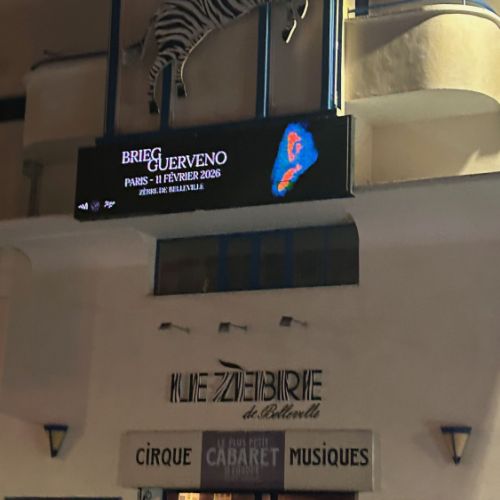 BRIEG
GUERVENO
PARIS - 11 FÉVRIER 2026
ZÈBRE DE BELLEVILLE
LE ZÈBRE
de Belleville
CIRQUE
LE PLUS PETIT
CABARET
MUSIQUES